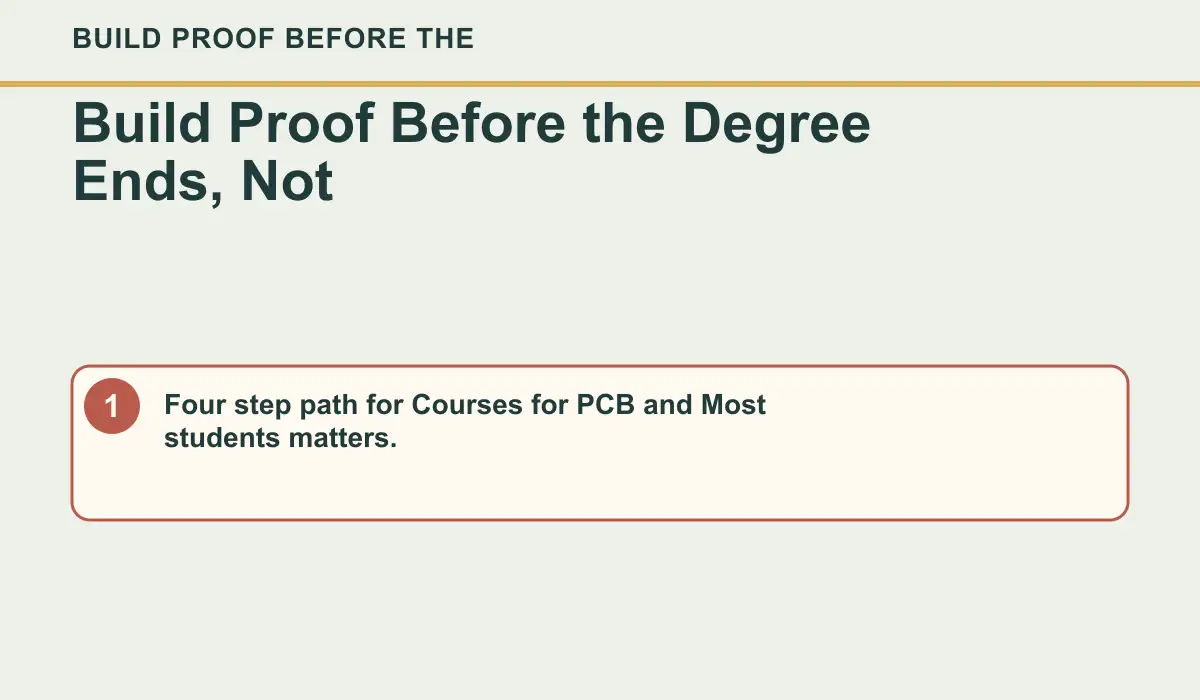 BUILD PROOF BEFORE THE
Build Proof Before the Degree
Ends, Not
1
Four step path for Courses for PCB and Most
students matters.